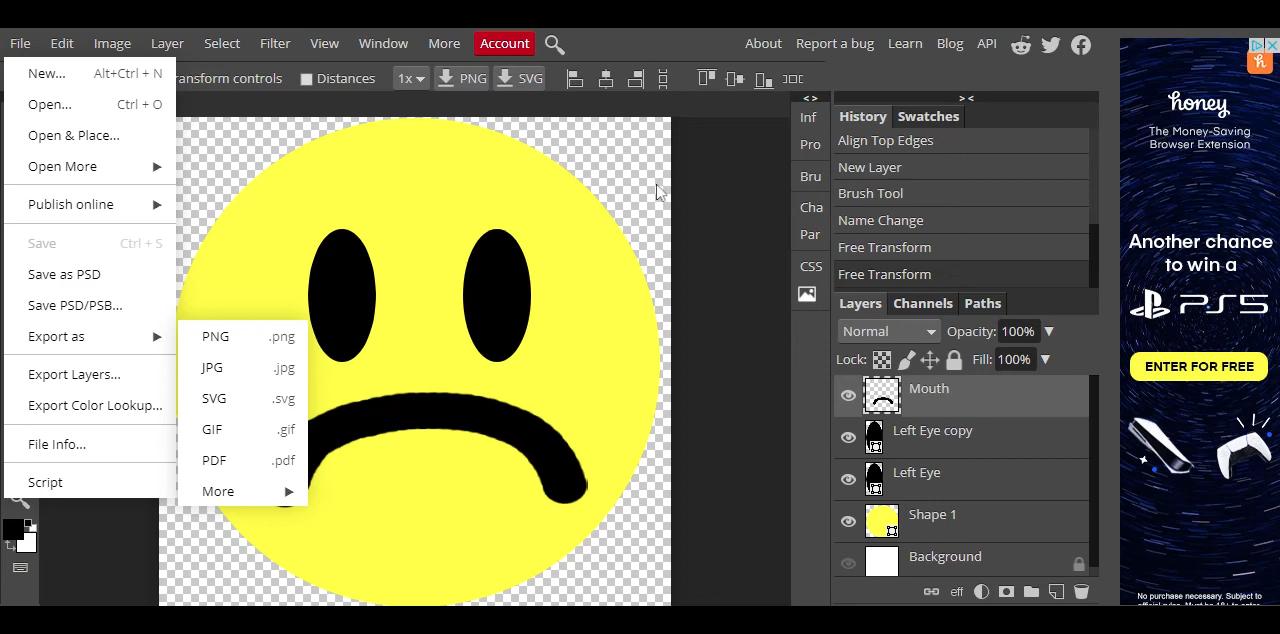 File Edit Image Layer Select Filter View Window More Account About Report a bug Learn Blog API
ransform controls Distances 1x PNG SVG
New... Alt+Ctrl + N
Open... Ctrl + O
Open & Place...
Open More
Publish online
Save Ctrl + S
Save as PSD
Save PSD/PSB...
Export as
Export Layers...
Export Color Lookup...
File Info...
Script
PNG .png
JPG .jpg
SVG .svg
GIF .gif
PDF .pdf
More
< >
Inf
Pro
Bru
Cha
Par
CSS
> <
History Swatches
Align Top Edges
New Layer
Brush Tool
Name Change
Free Transform
Free Transform
Layers Channels Paths
Normal Opacity: 100%
Lock: Fill: 100%
Mouth
Left Eye copy
Left Eye
Shape 1
Background
eff
h
honey
The Money-Saving
Browser Extension
Another chance
to win a
PS5
ENTER FOR FREE
No purchase necessary. Subject to